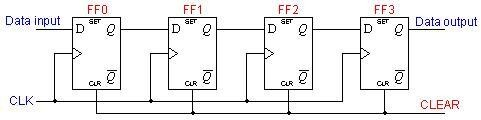 FF0 FF1 FF2 FF3
Data input D SET Q D SET Q D SET Q D SET Q Data output
CLR Q̅ CLR Q̅ CLR Q̅ CLR Q̅
CLK
CLEAR